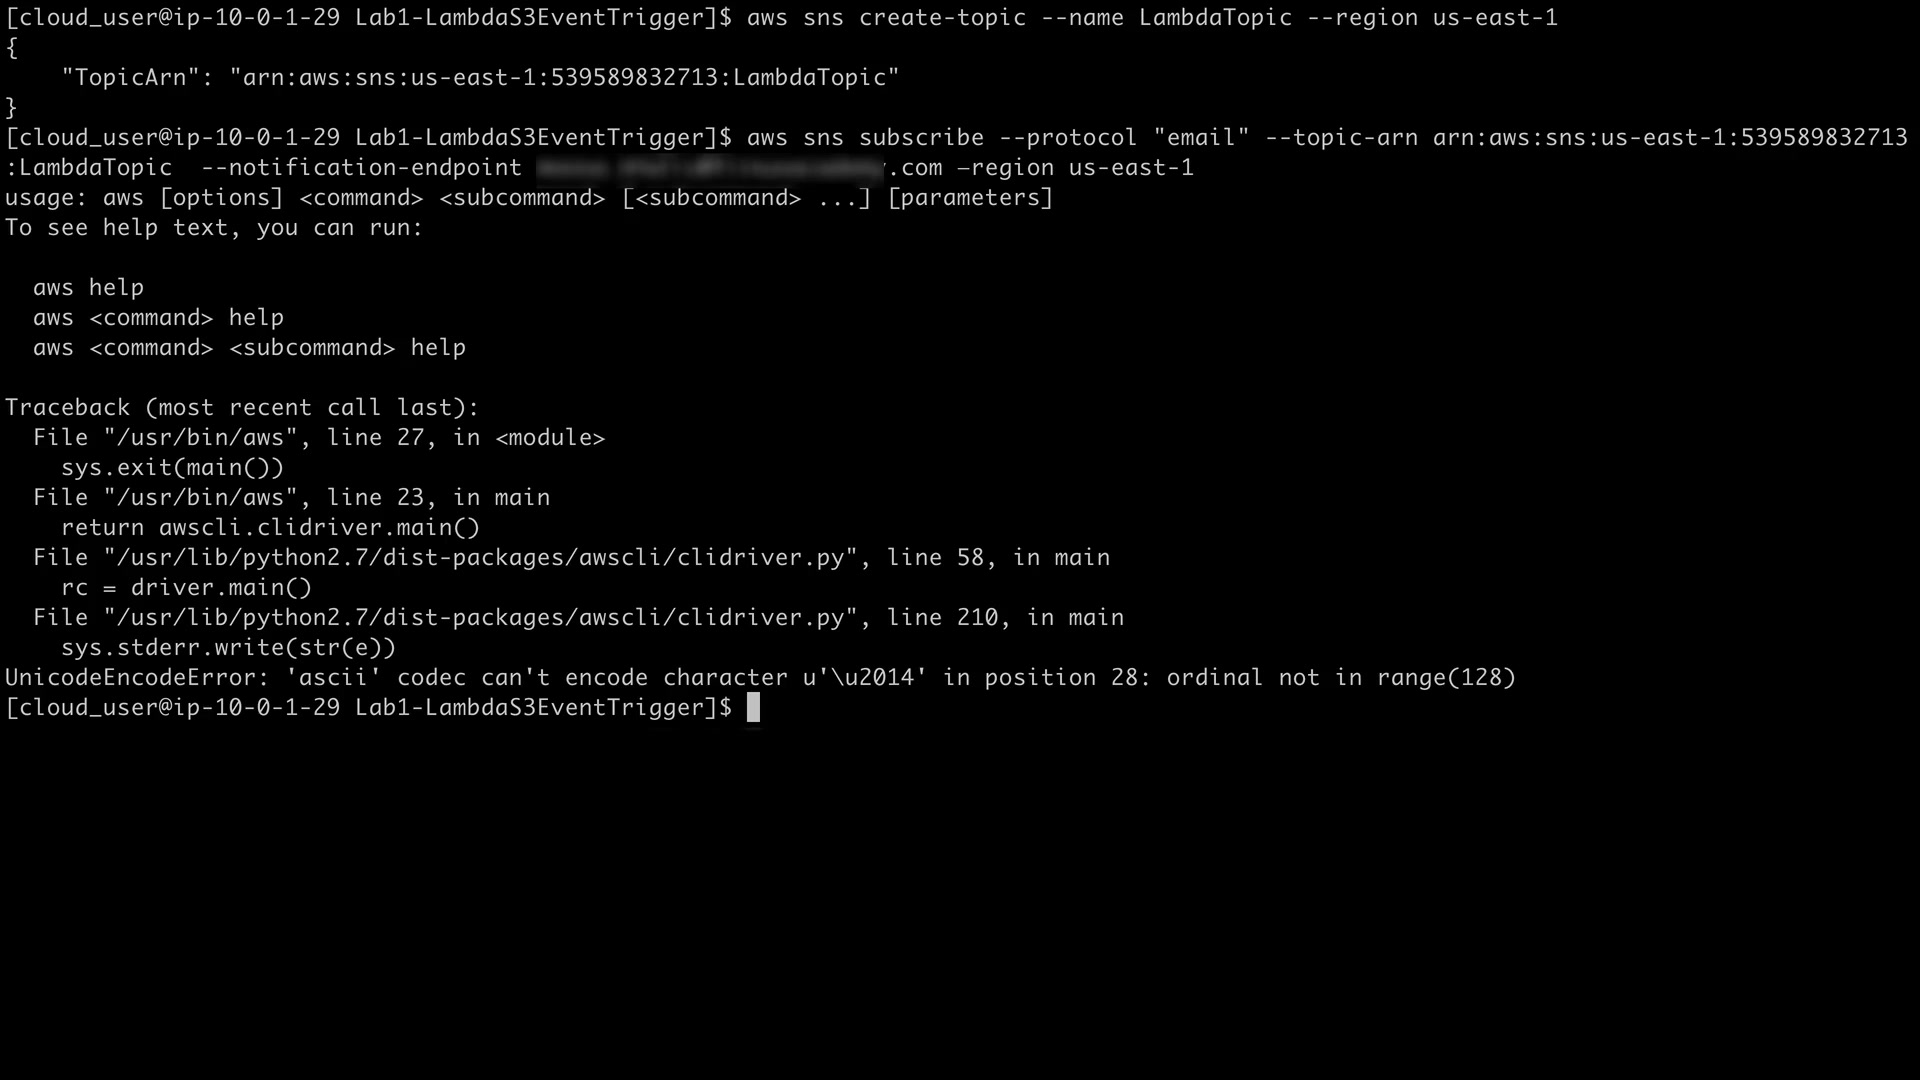 [cloud_user@ip-10-0-1-29 Lab1-LambdaS3EventTrigger]$ aws sns create-topic --name LambdaTopic --region us-east-1
{
    "TopicArn": "arn:aws:sns:us-east-1:539589832713:LambdaTopic"
}
[cloud_user@ip-10-0-1-29 Lab1-LambdaS3EventTrigger]$ aws sns subscribe --protocol "email" --topic-arn arn:aws:sns:us-east-1:539589832713
:LambdaTopic  --notification-endpoint .com —region us-east-1
usage: aws [options] <command> <subcommand> [<subcommand> ...] [parameters]
To see help text, you can run:

  aws help
  aws <command> help
  aws <command> <subcommand> help

Traceback (most recent call last):
  File "/usr/bin/aws", line 27, in <module>
    sys.exit(main())
  File "/usr/bin/aws", line 23, in main
    return awscli.clidriver.main()
  File "/usr/lib/python2.7/dist-packages/awscli/clidriver.py", line 58, in main
    rc = driver.main()
  File "/usr/lib/python2.7/dist-packages/awscli/clidriver.py", line 210, in main
    sys.stderr.write(str(e))
UnicodeEncodeError: 'ascii' codec can't encode character u'\u2014' in position 28: ordinal not in range(128)
[cloud_user@ip-10-0-1-29 Lab1-LambdaS3EventTrigger]$